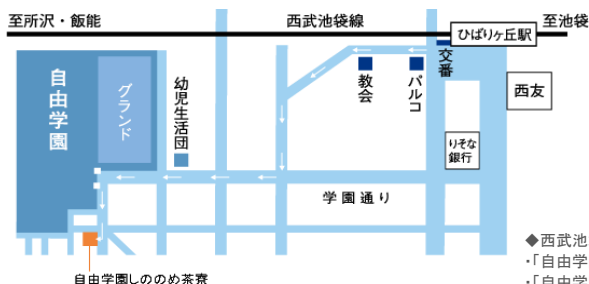 至所沢・飯能
西武池袋線
ひばりヶ丘駅
至池袋
交番
西友
パルコ
教会
幼児生活団
グランド
自由学園
りそな
銀行
学園通り
自由学園しののめ茶寮
◆西武池
・「自由学
・「自由学